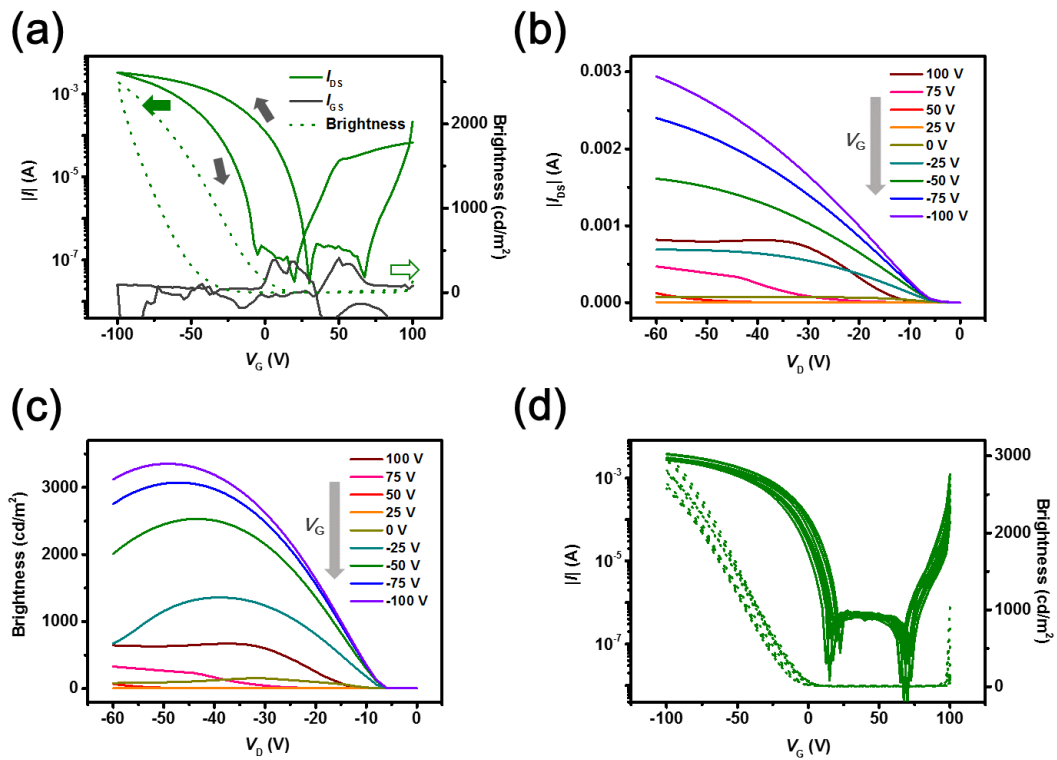 (a)
10⁻³
10⁻⁵
10⁻⁷
|I| (A)
-100
-50
0
50
100
V_G (V)
0
1000
2000
Brightness (cd/m²)
I_DS
I_GS
Brightness
(b)
0.003
0.002
0.001
0.000
|I_DS| (A)
-60
-50
-40
-30
-20
-10
0
V_D (V)
V_G
100 V
75 V
50 V
25 V
0 V
-25 V
-50 V
-75 V
-100 V
(c)
3000
2000
1000
0
Brightness (cd/m²)
-60
-50
-40
-30
-20
-10
0
V_D (V)
V_G
100 V
75 V
50 V
25 V
0 V
-25 V
-50 V
-75 V
-100 V
(d)
10⁻³
10⁻⁵
10⁻⁷
|I| (A)
-100
-50
0
50
100
V_G (V)
3000
2000
1000
0
Brightness (cd/m²)